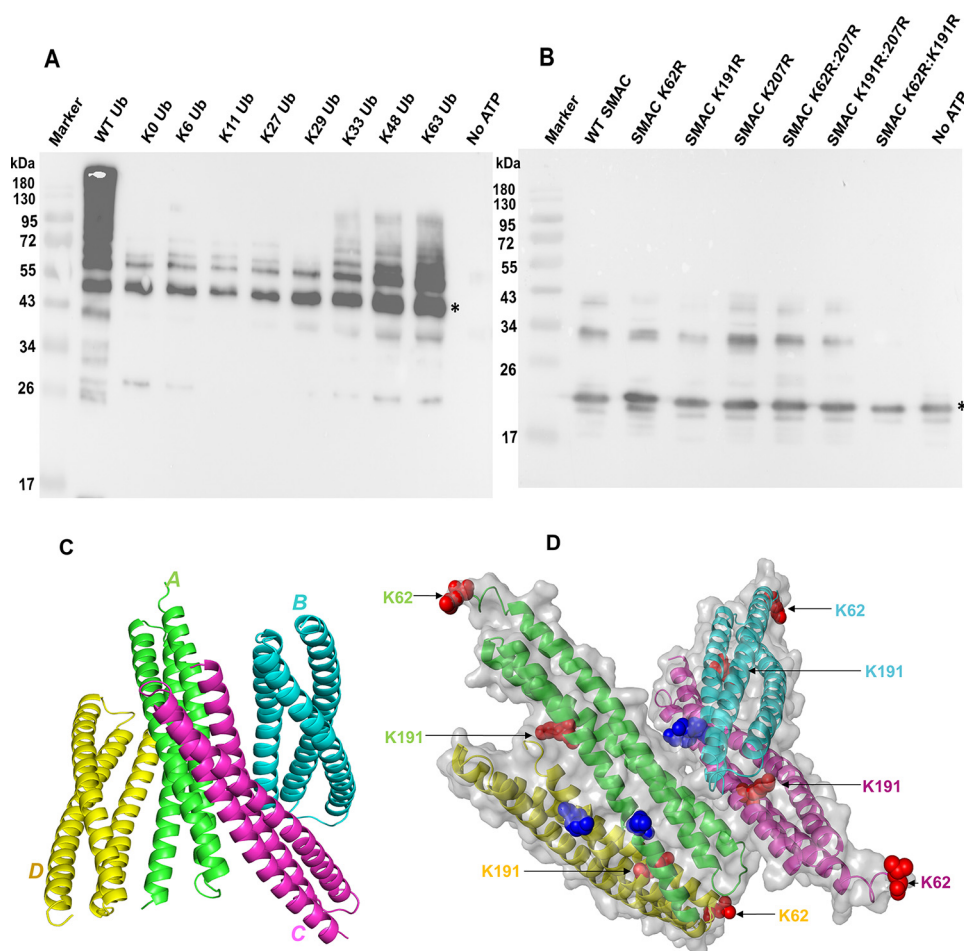 A
Marker
WT Ub
K0 Ub
K6 Ub
K11 Ub
K27 Ub
K29 Ub
K33 Ub
K48 Ub
K63 Ub
No ATP
kDa
180
130
95
72
55
43
34
26
17
*
B
Marker
WT SMAC
SMAC K62R
SMAC K191R
SMAC K207R
SMAC K62R:207R
SMAC K191R:207R
SMAC K62R:K191R
No ATP
kDa
180
130
95
72
55
43
34
26
17
*
C
A
B
D
C
D
K62
K62
K191
K191
K191
K191
K62
K62